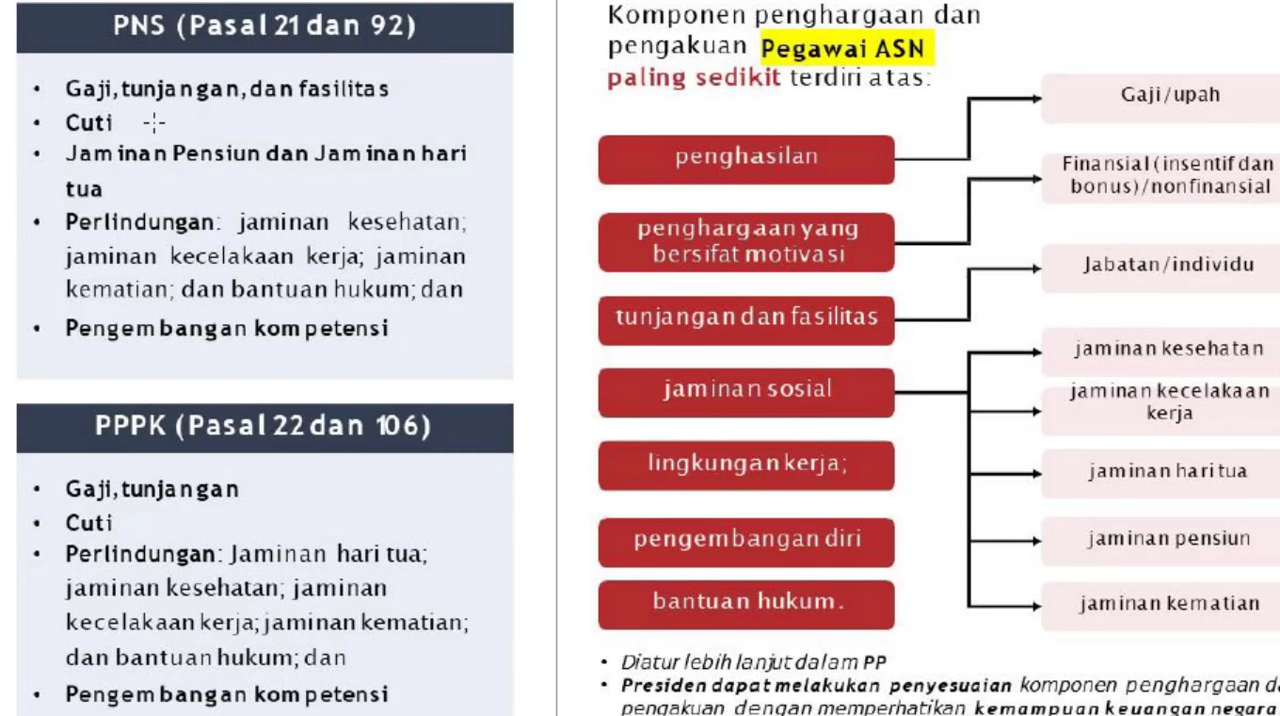 PNS (Pasal 21 dan 92)
• Gaji, tunjangan, dan fasilitas
• Cuti
• Jaminan Pensiun dan Jaminan hari
tua
• Perlindungan: jaminan kesehatan;
jaminan kecelakaan kerja; jaminan
kematian; dan bantuan hukum; dan
• Pengembangan kompetensi
PPPK (Pasal 22 dan 106)
• Gaji, tunjangan
• Cuti
• Perlindungan: Jaminan hari tua;
jaminan kesehatan; jaminan
kecelakaan kerja; jaminan kematian;
dan bantuan hukum; dan
• Pengembangan kompetensi
Komponen penghargaan dan
pengakuan Pegawai ASN
paling sedikit terdiri atas:
penghasilan
Gaji/upah
penghargaan yang
bersifat motivasi
Finansial (insentif dan
bonus)/nonfinansial
tunjangan dan fasilitas
Jabatan/individu
jaminan sosial
jaminan kesehatan
jaminan kecelakaan
kerja
jaminan hari tua
jaminan pensiun
jaminan kematian
lingkungan kerja;
pengembangan diri
bantuan hukum.
• Diatur lebih lanjut dalam PP
• Presiden dapat melakukan penyesuaian komponen penghargaan
pengakuan dengan memperhatikan kemampuan keuangan negara